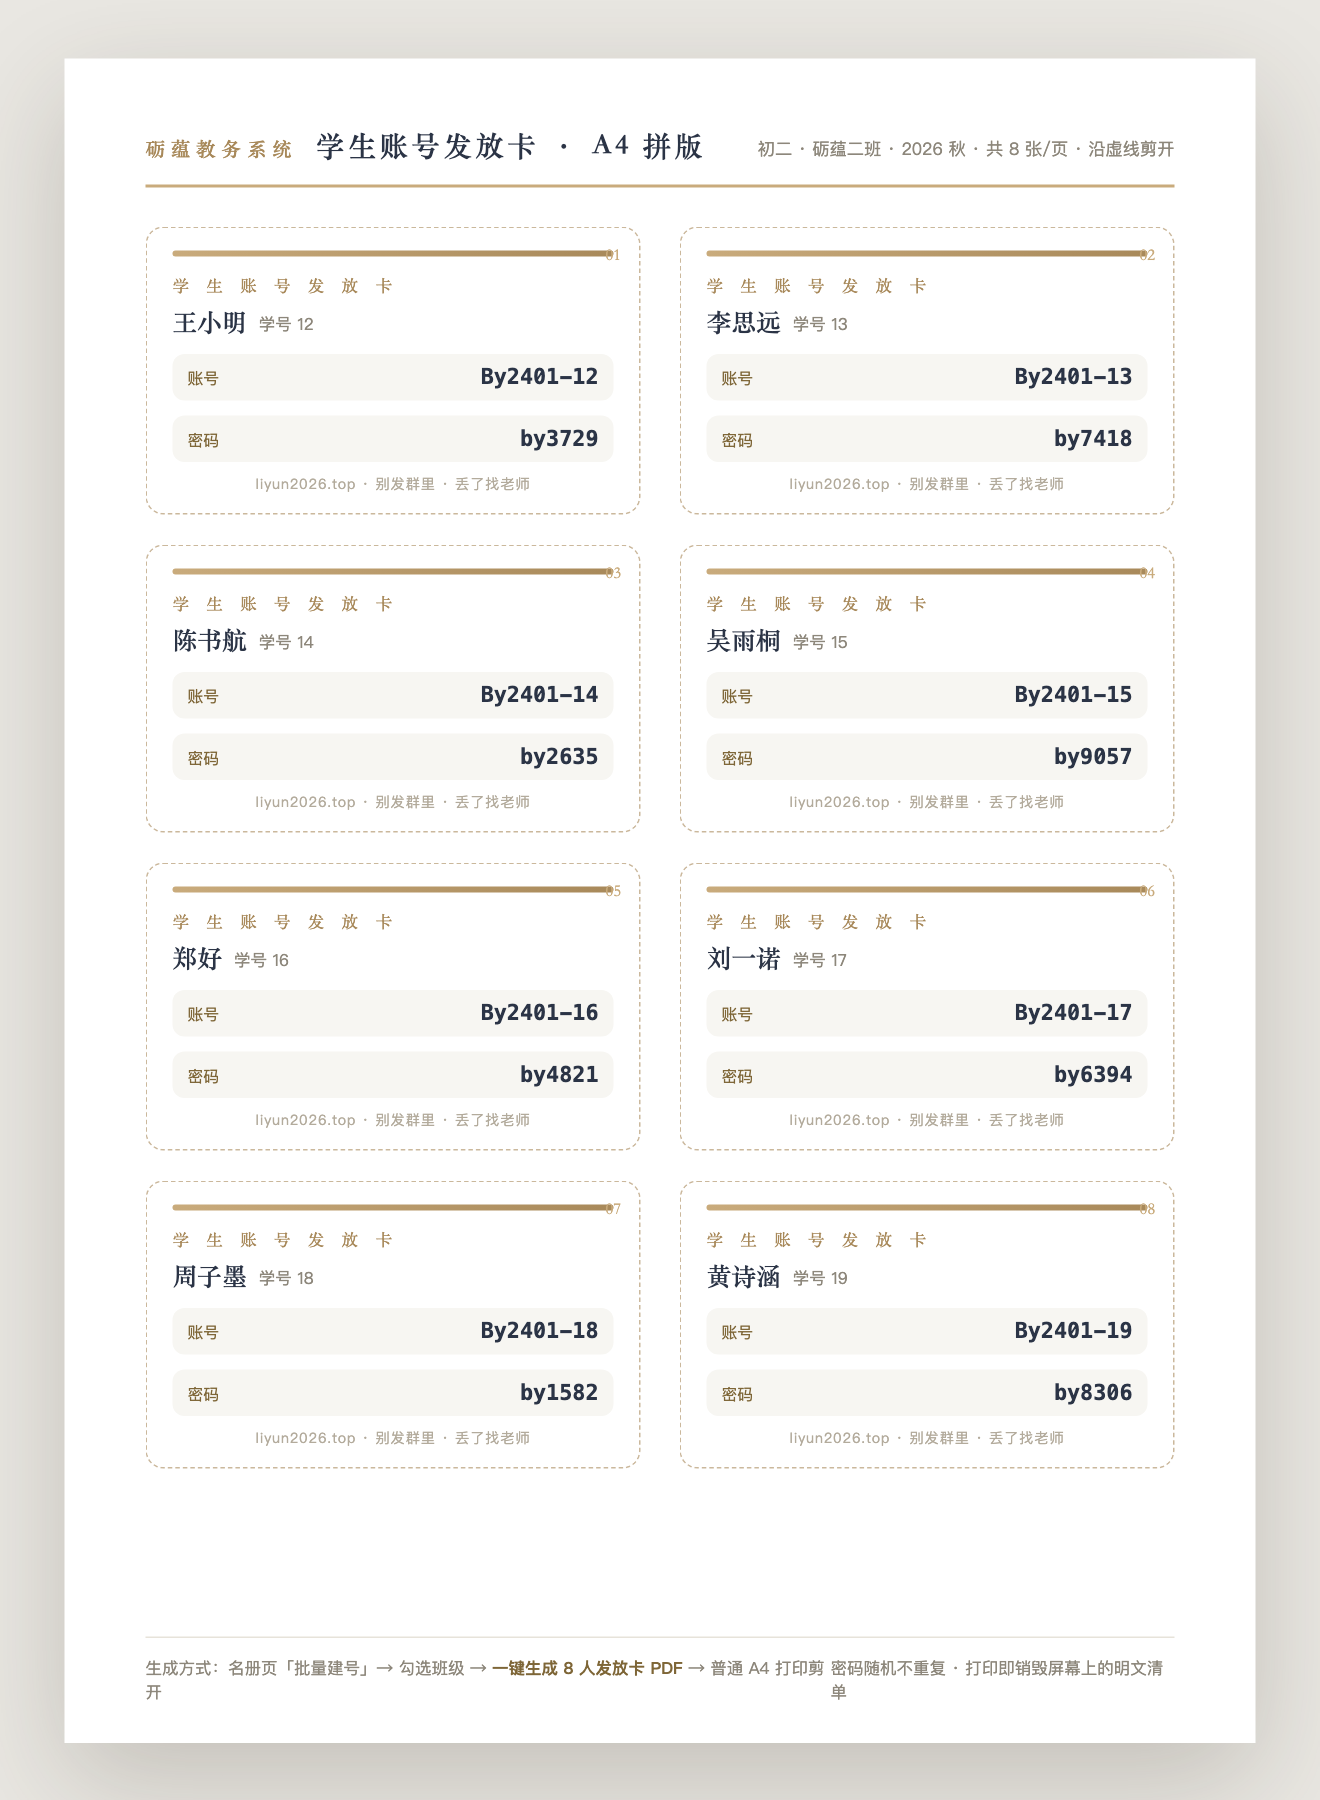 砺蕴教务系统 学生账号发放卡 · A4 拼版 初二 · 砺蕴二班 · 2026 秋 · 共 8 张/页 · 沿虚线剪开
01
学生账号发放卡
王小明 学号 12
账号 By2401-12
密码 by3729
liyun2026.top · 别发群里 · 丢了找老师
02
学生账号发放卡
李思远 学号 13
账号 By2401-13
密码 by7418
liyun2026.top · 别发群里 · 丢了找老师
03
学生账号发放卡
陈书航 学号 14
账号 By2401-14
密码 by2635
liyun2026.top · 别发群里 · 丢了找老师
04
学生账号发放卡
吴雨桐 学号 15
账号 By2401-15
密码 by9057
liyun2026.top · 别发群里 · 丢了找老师
05
学生账号发放卡
郑好 学号 16
账号 By2401-16
密码 by4821
liyun2026.top · 别发群里 · 丢了找老师
06
学生账号发放卡
刘一诺 学号 17
账号 By2401-17
密码 by6394
liyun2026.top · 别发群里 · 丢了找老师
07
学生账号发放卡
周子墨 学号 18
账号 By2401-18
密码 by1582
liyun2026.top · 别发群里 · 丢了找老师
08
学生账号发放卡
黄诗涵 学号 19
账号 By2401-19
密码 by8306
liyun2026.top · 别发群里 · 丢了找老师
生成方式：名册页「批量建号」→ 勾选班级 → 一键生成 8 人发放卡 PDF → 普通 A4 打印剪
开
密码随机不重复 · 打印即销毁屏幕上的明文清
单